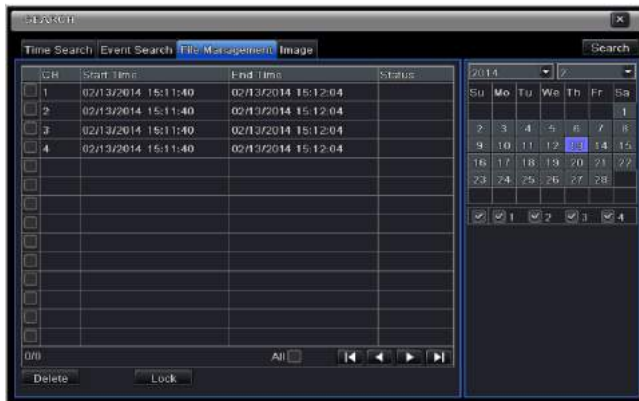 SEARCH
Time Search Event Search File Management Image Search
CH Start Time End Time Status
1 02/13/2014 15:11:40 02/13/2014 15:12:04
2 02/13/2014 15:11:40 02/13/2014 15:12:04
3 02/13/2014 15:11:40 02/13/2014 15:12:04
4 02/13/2014 15:11:40 02/13/2014 15:12:04
0/0 All
Delete Lock
2014 2
Su Mo Tu We Th Fr Sa
1
2 3 4 5 6 7 8
9 10 11 12 13 14 15
16 17 18 19 20 21 22
23 24 25 26 27 28
1 2 3 4